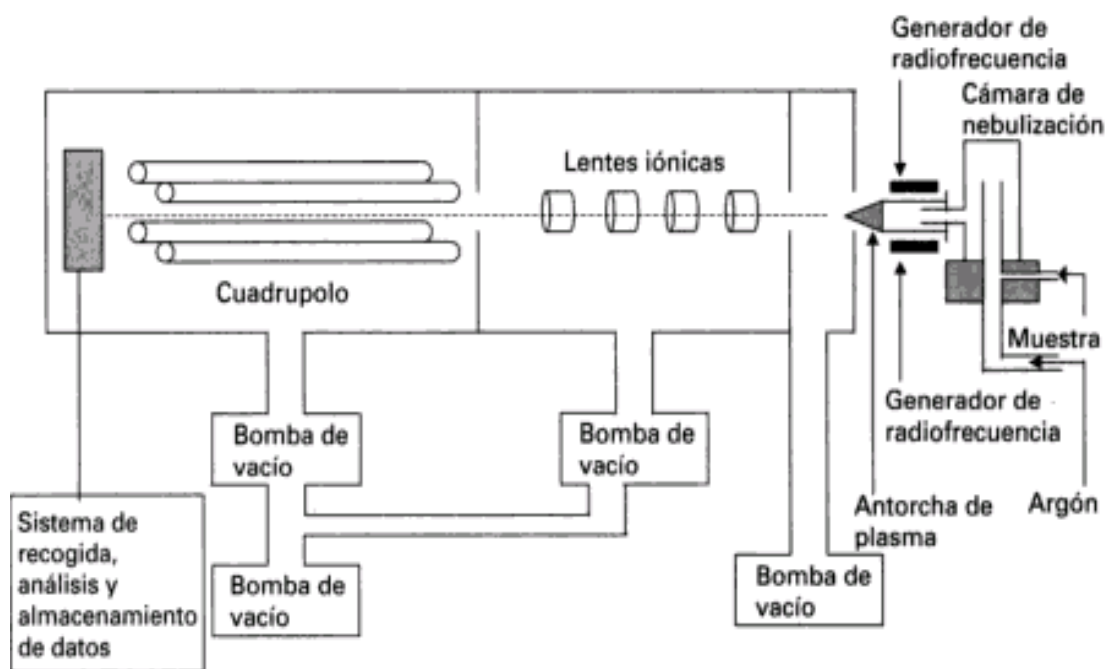 Generador de
radiofrecuencia
Cámara de
nebulización
Lentes iónicas
Cuadrupolo
Muestra
Generador de
radiofrecuencia
Argón
Antorcha de
plasma
Bomba de
vacío
Bomba de
vacío
Bomba de
vacío
Bomba de
vacío
Sistema de
recogida,
análisis y
almacenamiento
de datos